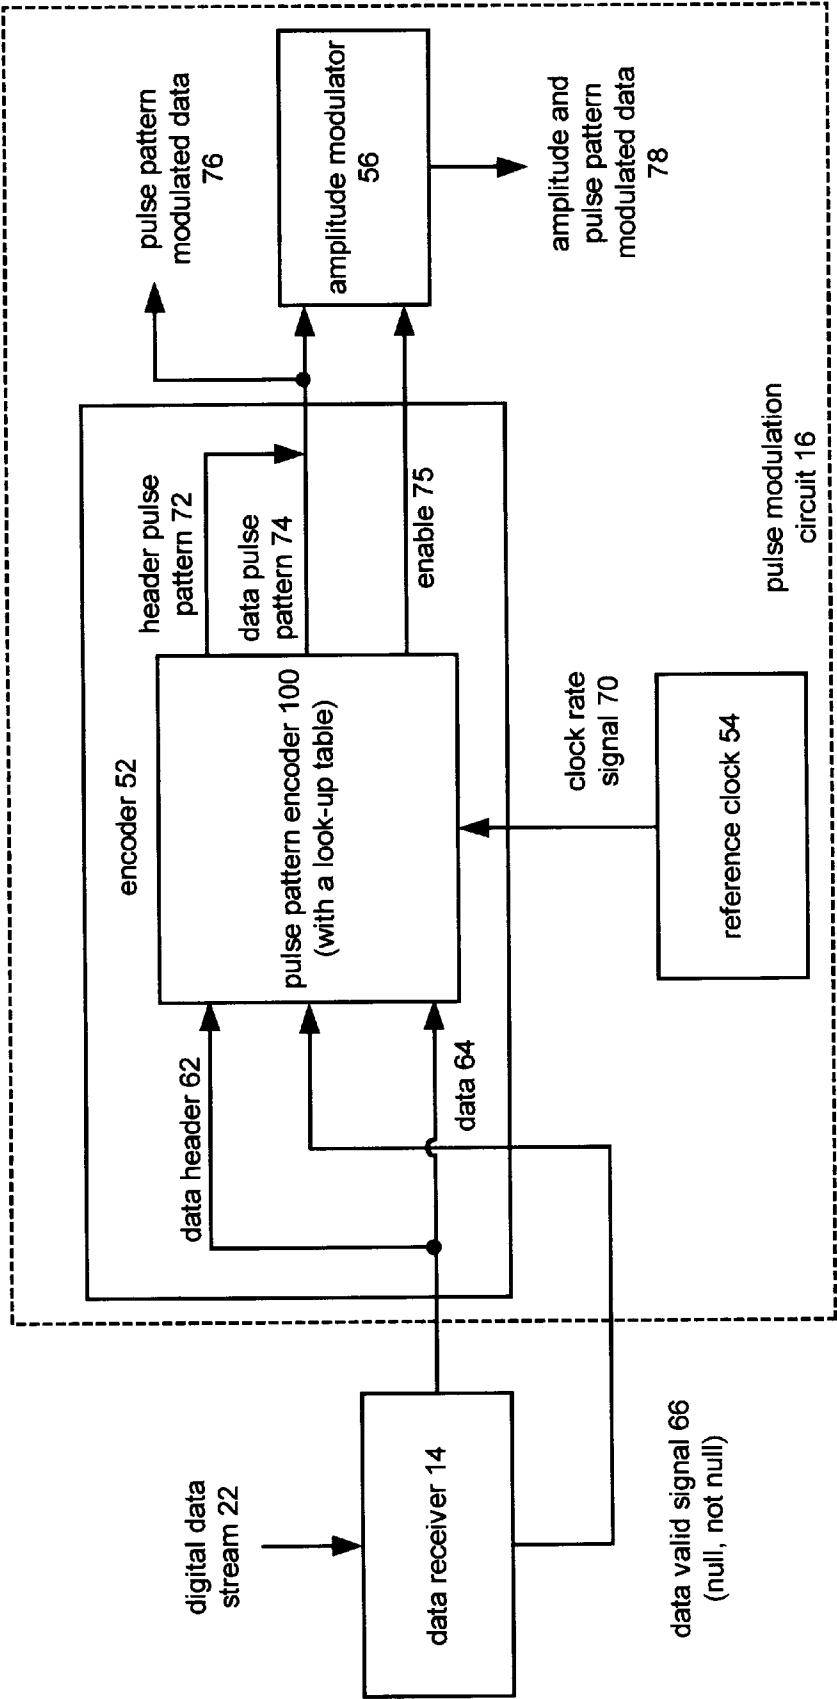 digital data
stream 22
data receiver 14
data valid signal 66
(null, not null)
data header 62
data 64
encoder 52
pulse pattern encoder 100
(with a look-up table)
clock rate
signal 70
reference clock 54
header pulse
pattern 72
data pulse
pattern 74
enable 75
pulse modulation
circuit 16
pulse pattern
modulated data
76
amplitude modulator
56
amplitude and
pulse pattern
modulated data
78